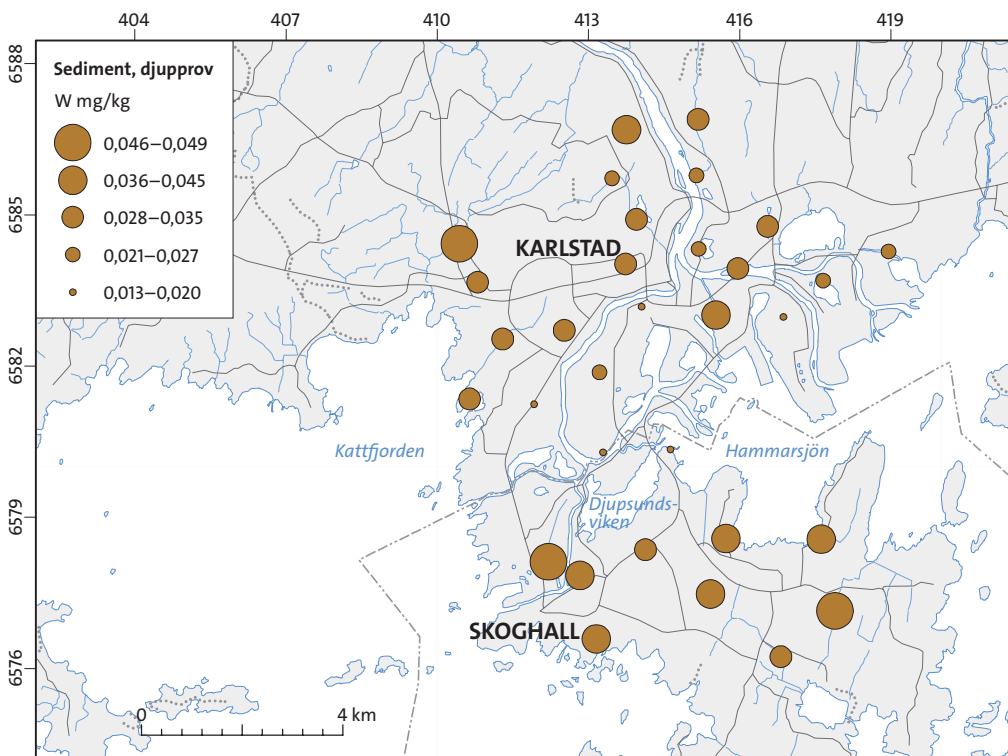 404 407 410 413 416 419
6588
6585
6582
6579
6576
Sediment, djupprov
W mg/kg
0,046–0,049
0,036–0,045
0,028–0,035
0,021–0,027
0,013–0,020
KARLSTAD
Kattfjorden
Hammarsjön
Djupsunds-
viken
SKOGHALL
0 4 km